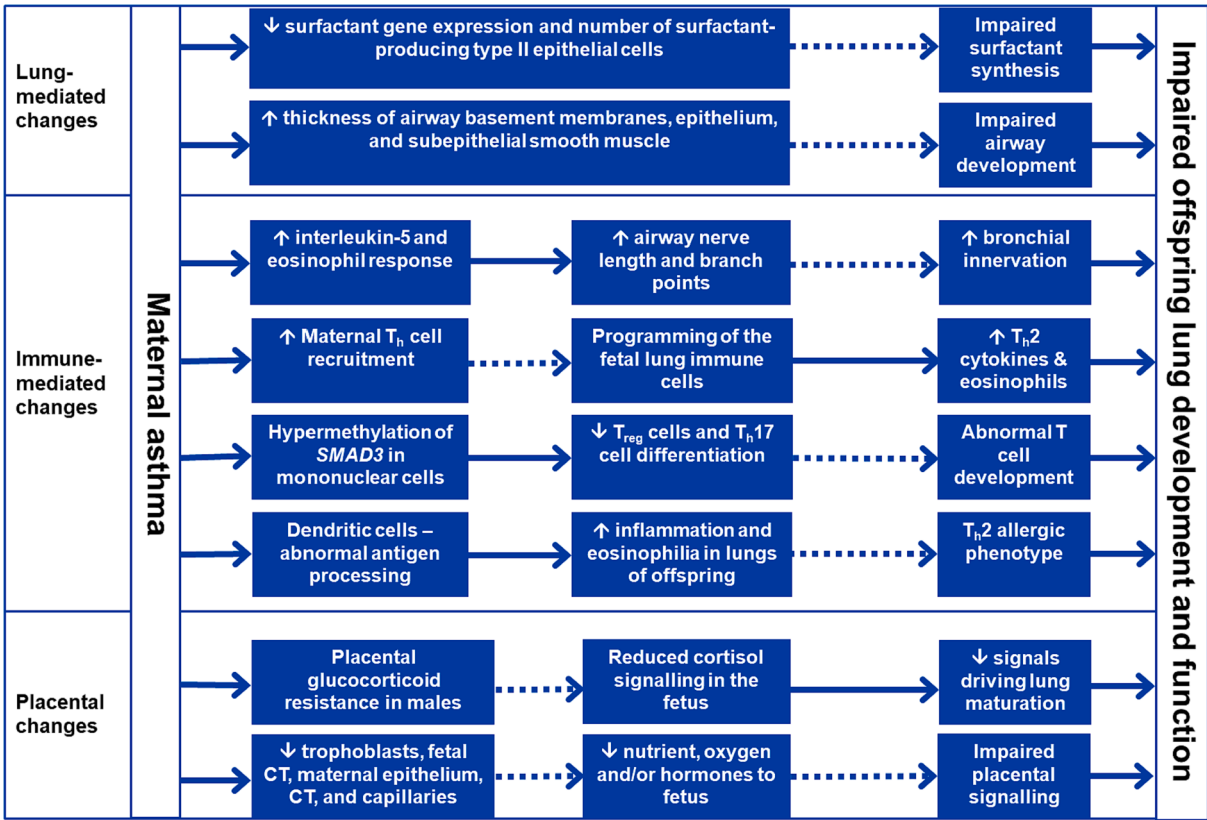 Lung-
mediated
changes
Maternal asthma
↓ surfactant gene expression and number of surfactant-
producing type II epithelial cells
Impaired
surfactant
synthesis
↑ thickness of airway basement membranes, epithelium,
and subepithelial smooth muscle
Impaired
airway
development
Immune-
mediated
changes
↑ interleukin-5 and
eosinophil response
↑ airway nerve
length and branch
points
↑ bronchial
innervation
↑ Maternal Th cell
recruitment
Programming of the
fetal lung immune
cells
↑ Th2
cytokines &
eosinophils
Hypermethylation of
SMAD3 in
mononuclear cells
↓ Treg cells and Th17
cell differentiation
Abnormal T
cell
development
Dendritic cells –
abnormal antigen
processing
↑ inflammation and
eosinophilia in lungs
of offspring
Th2 allergic
phenotype
Placental
changes
Placental
glucocorticoid
resistance in males
Reduced cortisol
signalling in the
fetus
↓ signals
driving lung
maturation
↓ trophoblasts, fetal
CT, maternal epithelium,
CT, and capillaries
↓ nutrient, oxygen
and/or hormones to
fetus
Impaired
placental
signalling
Impaired offspring lung development and function